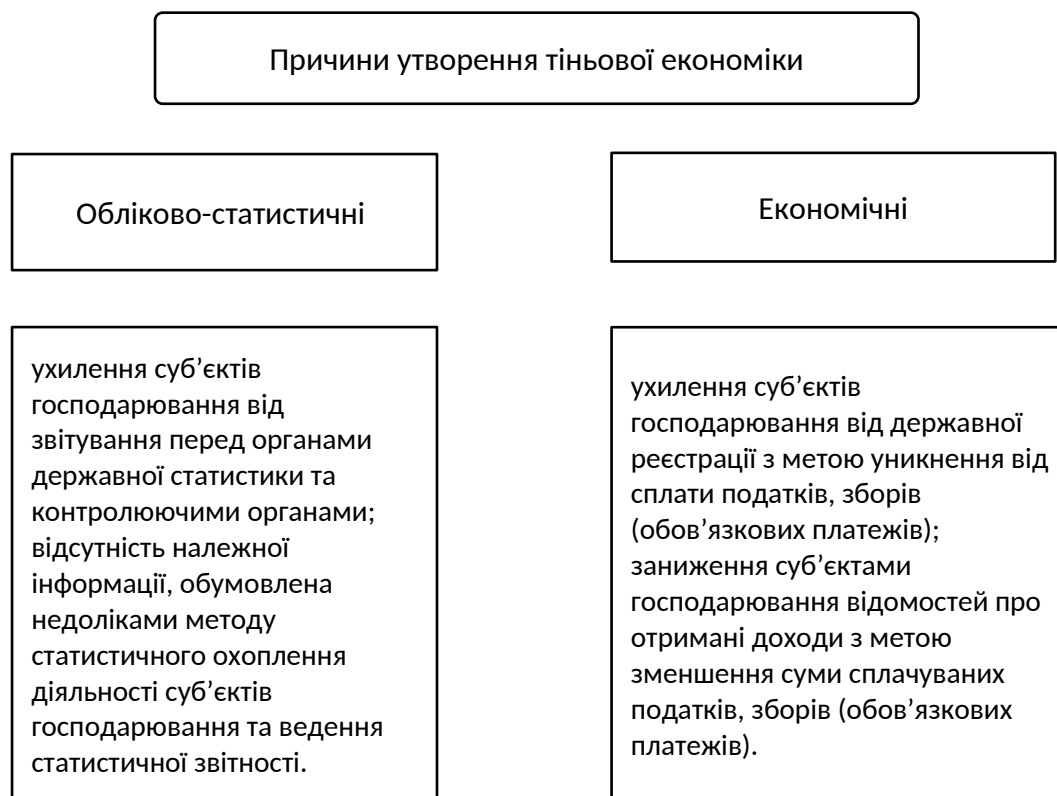 Причини утворення тіньової економіки
Обліково-статистичні
Економічні
ухилення суб’єктів
господарювання від
звітування перед органами
державної статистики та
контролюючими органами;
відсутність належної
інформації, обумовлена
недоліками методу
статистичного охоплення
діяльності суб’єктів
господарювання та ведення
статистичної звітності.
ухилення суб’єктів
господарювання від державної
реєстрації з метою уникнення від
сплати податків, зборів
(обов’язкових платежів);
заниження суб’єктами
господарювання відомостей про
отримані доходи з метою
зменшення суми сплачуваних
податків, зборів (обов’язкових
платежів).